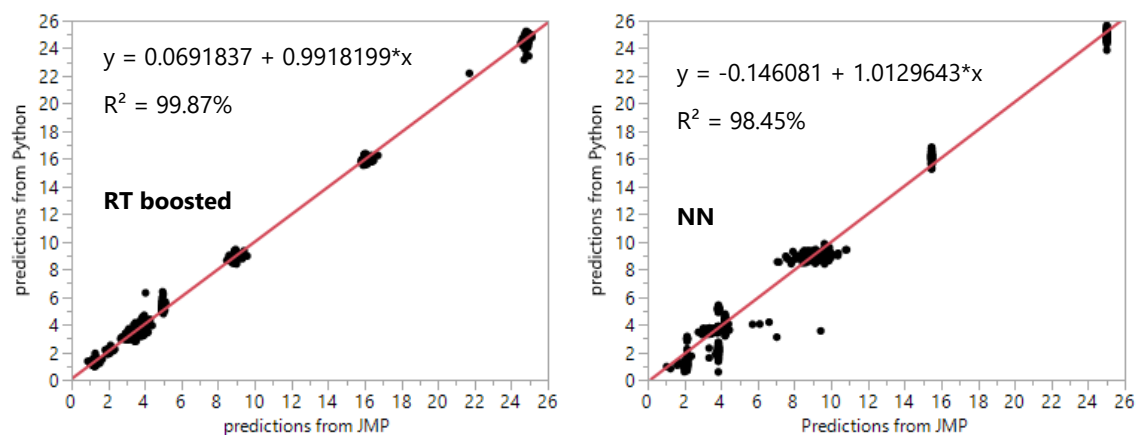 26
24
22
20
18
16
14
12
10
8
6
4
2
0
predictions from Python
y = 0.0691837 + 0.9918199*x
R² = 99.87%
RT boosted
0 2 4 6 8 10 12 14 16 18 20 22 24 26
predictions from JMP
26
24
22
20
18
16
14
12
10
8
6
4
2
0
predictions from Python
y = -0.146081 + 1.0129643*x
R² = 98.45%
NN
0 2 4 6 8 10 12 14 16 18 20 22 24 26
Predictions from JMP